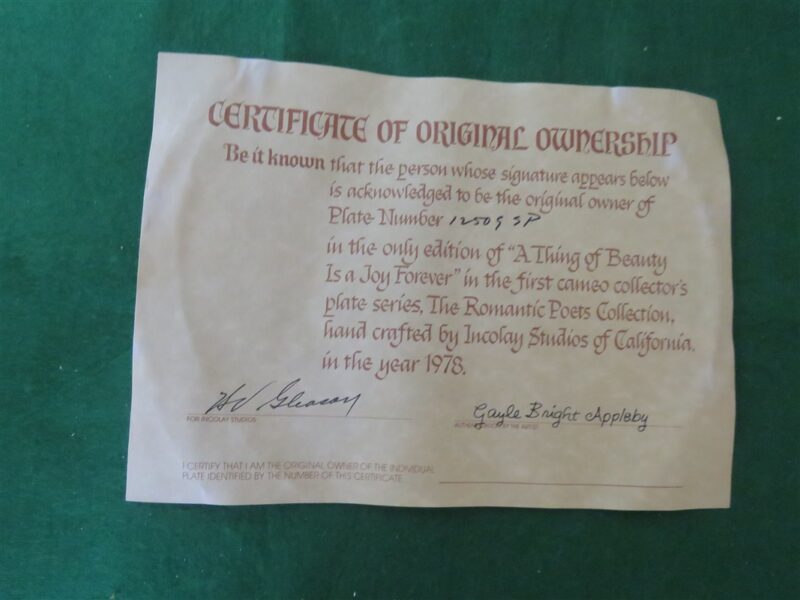 CERTIFICATE OF ORIGINAL OWNERSHIP
Be it known that the person whose signature appears below
is acknowledged to be the original owner of
Plate Number 12509 SP
in the only edition of "A Thing of Beauty
Is a Joy Forever" in the first cameo collector's
plate series, The Romantic Poets Collection,
hand crafted by Incolay Studios of California.
in the year 1978.
Gleason
Gayle Bright Appleby
FOR INCOLAY STUDIOS
BY THE ARTIST
I CERTIFY THAT I AM THE ORIGINAL OWNER OF THE INDIVIDUAL
PLATE IDENTIFIED BY THE NUMBER OF THIS CERTIFICATE